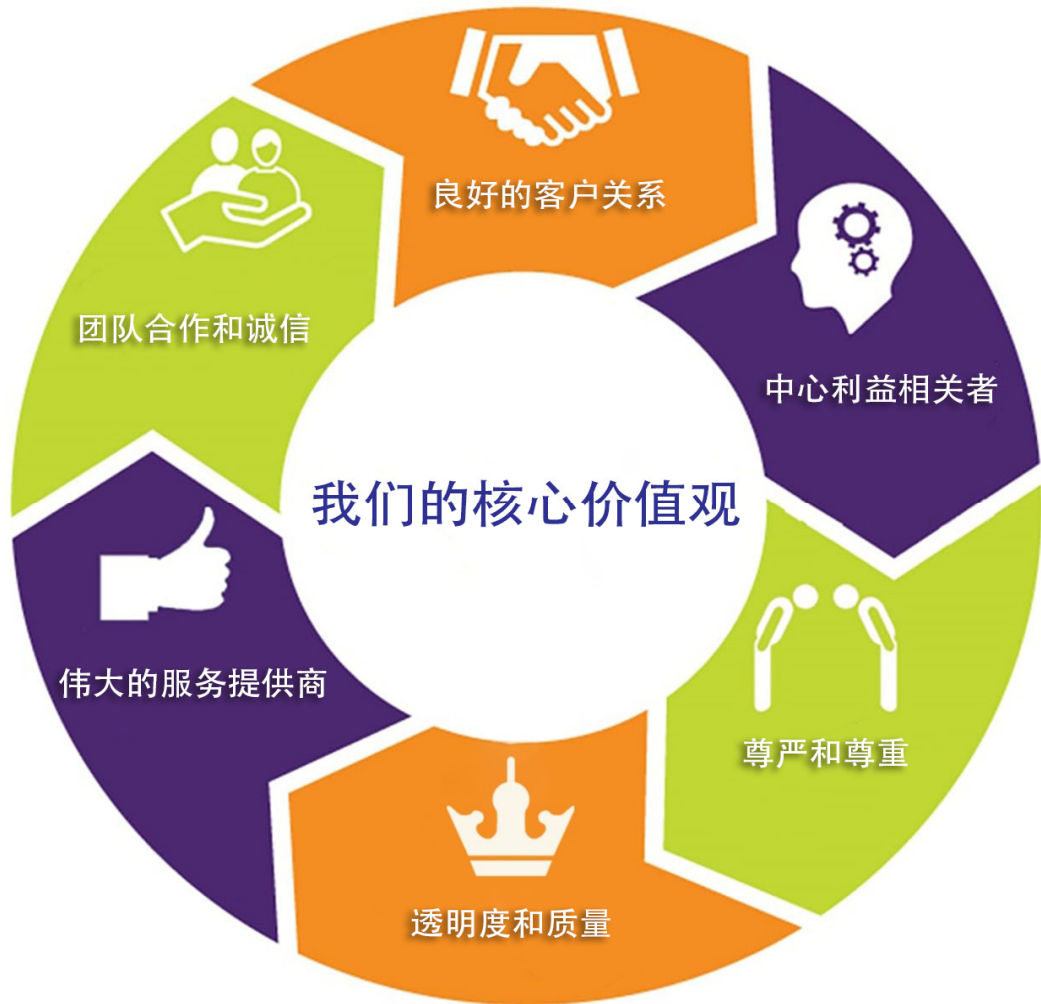 良好的客户关系
中心利益相关者
尊严和尊重
透明度和质量
伟大的服务提供商
团队合作和诚信
我们的核心价值观